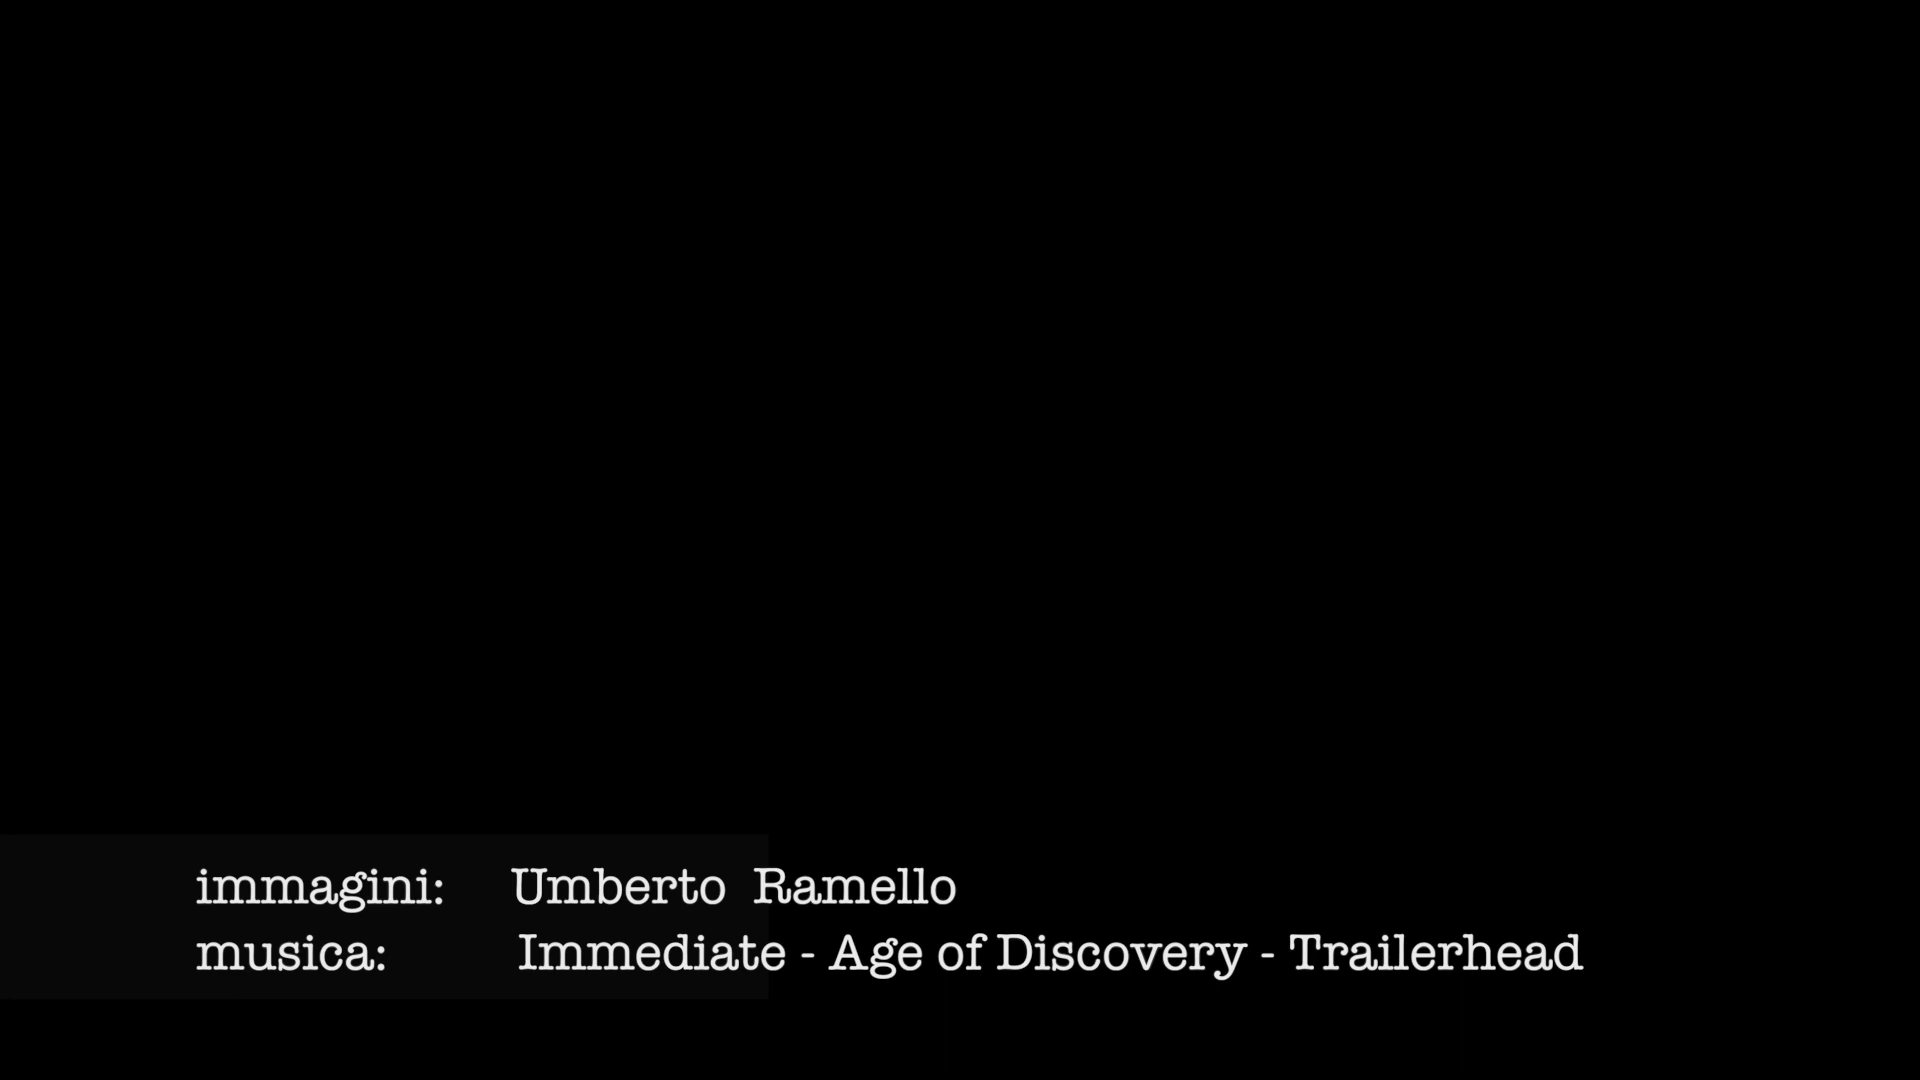 immagini: Umberto Ramello
musica: Immediate - Age of Discovery - Trailerhead